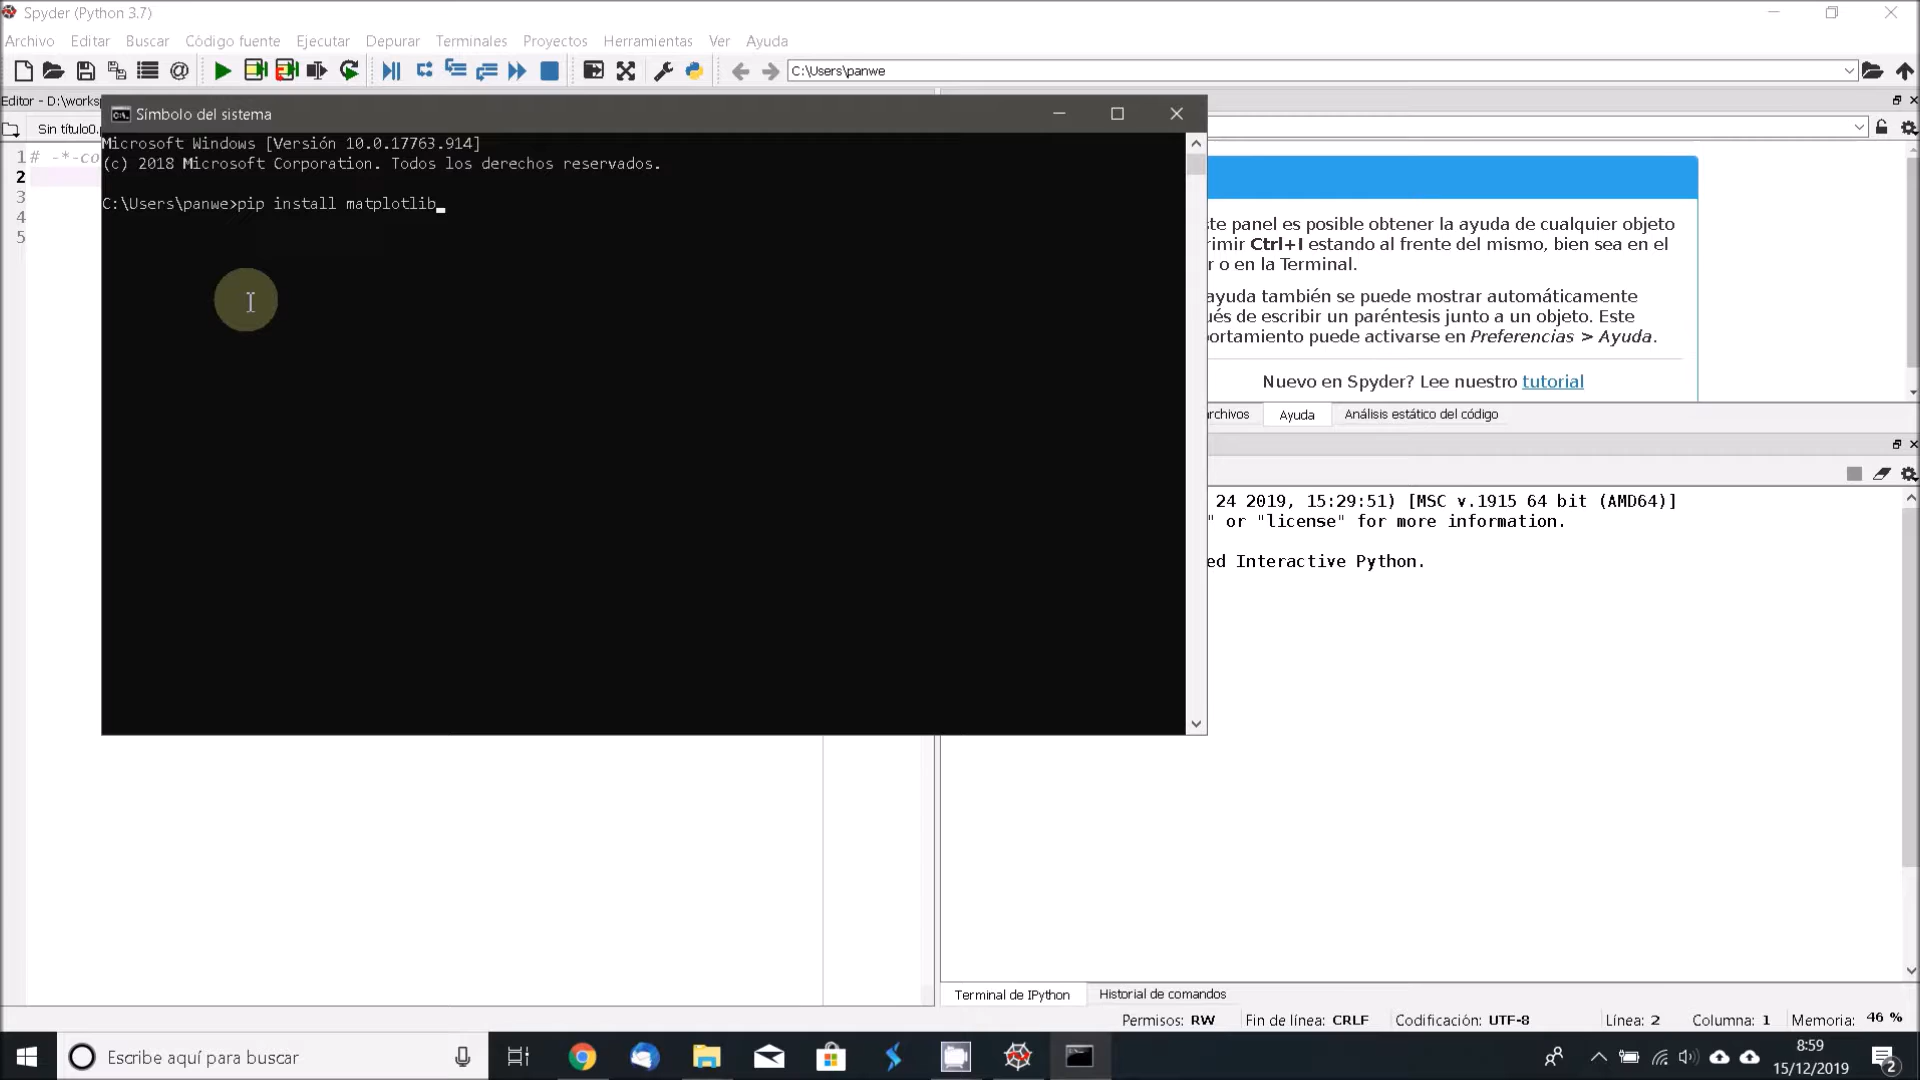 Spyder (Python 3.7)
Archivo Editar Buscar Código fuente Ejecutar Depurar Terminales Proyectos Herramientas Ver Ayuda
C:\Users\panwe
Editor - D:\works
Sin título0.
Símbolo del sistema
Microsoft Windows [Versión 10.0.17763.914]
(c) 2018 Microsoft Corporation. Todos los derechos reservados.
C:\Users\panwe>pip install matplotlib
1 # -*-co
2
3
4
5
ste panel es posible obtener la ayuda de cualquier objeto
rimir Ctrl+I estando al frente del mismo, bien sea en el
r o en la Terminal.
ayuda también se puede mostrar automáticamente
ués de escribir un paréntesis junto a un objeto. Este
ortamiento puede activarse en Preferencias > Ayuda.
Nuevo en Spyder? Lee nuestro tutorial
rchivos Ayuda Análisis estático del código
24 2019, 15:29:51) [MSC v.1915 64 bit (AMD64)]
" or "license" for more information.
ed Interactive Python.
Terminal de IPython Historial de comandos
Permisos: RW Fin de línea: CRLF Codificación: UTF-8 Línea: 2 Columna: 1 Memoria: 46 %
Escribe aquí para buscar
8:59
15/12/2019
2